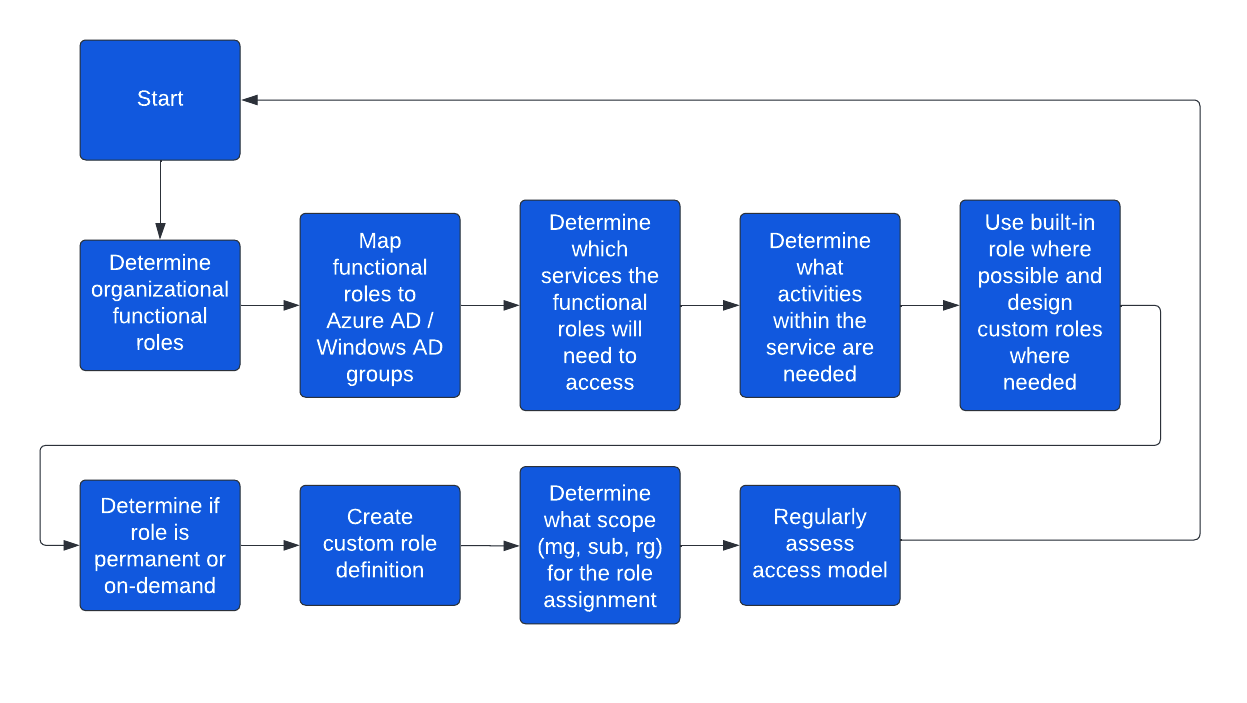 Start
Determine
organizational
functional
roles
Map
functional
roles to
Azure AD /
Windows AD
groups
Determine
which
services the
functional
roles will
need to
access
Determine
what
activities
within the
service are
needed
Use built-in
role where
possible and
design
custom roles
where
needed
Determine if
role is
permanent or
on-demand
Create
custom role
definition
Determine
what scope
(mg, sub, rg)
for the role
assignment
Regularly
assess
access model